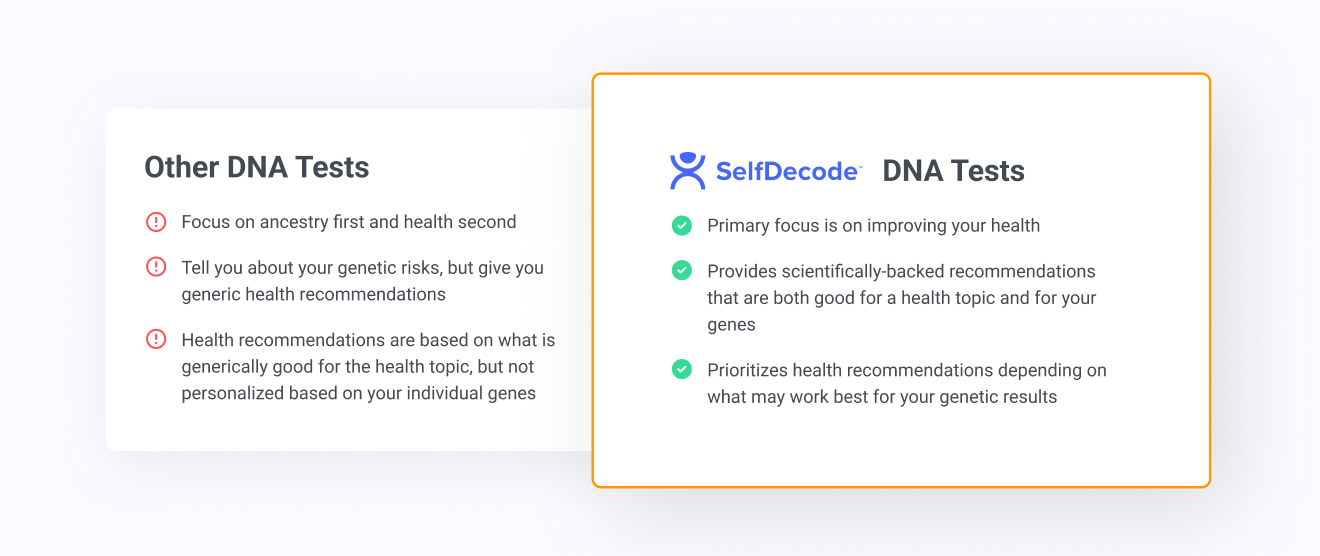 Other DNA Tests
Focus on ancestry first and health second
Tell you about your genetic risks, but give you
generic health recommendations
Health recommendations are based on what is
generically good for the health topic, but not
personalized based on your individual genes
SelfDecode™ DNA Tests
Primary focus is on improving your health
Provides scientifically-backed recommendations
that are both good for a health topic and for your
genes
Prioritizes health recommendations depending on
what may work best for your genetic results